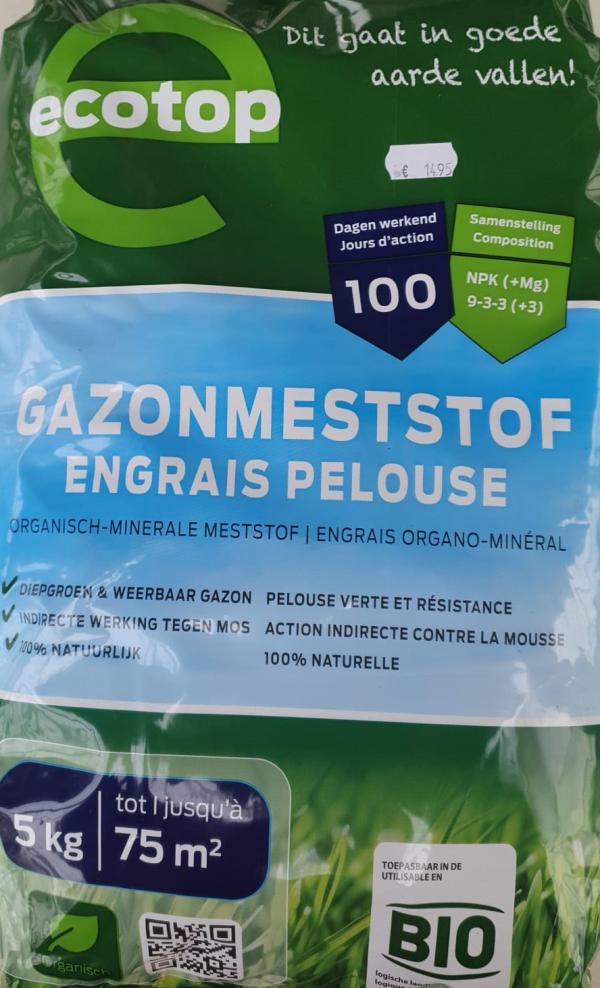 Dit gaat in goede
aarde vallen!
ecotop
€ 14.95
Dagen werkend
Jours d'action
100
Samenstelling
Composition
NPK (+Mg)
9-3-3 (+3)
GAZONMESTSTOF
ENGRAIS PELOUSE
ORGANISCH-MINERALE MESTSTOF | ENGRAIS ORGANO-MINÉRAL
DIEPGROEN & WEERBAAR GAZON
INDIRECTE WERKING TEGEN MOS
100% NATUURLIJK
PELOUSE VERTE ET RÉSISTANCE
ACTION INDIRECTE CONTRE LA MOUSSE
100% NATURELLE
5 kg
tot | jusqu'à
75 m²
TOEPASBAAR IN DE
UTILISABLE EN
BIO